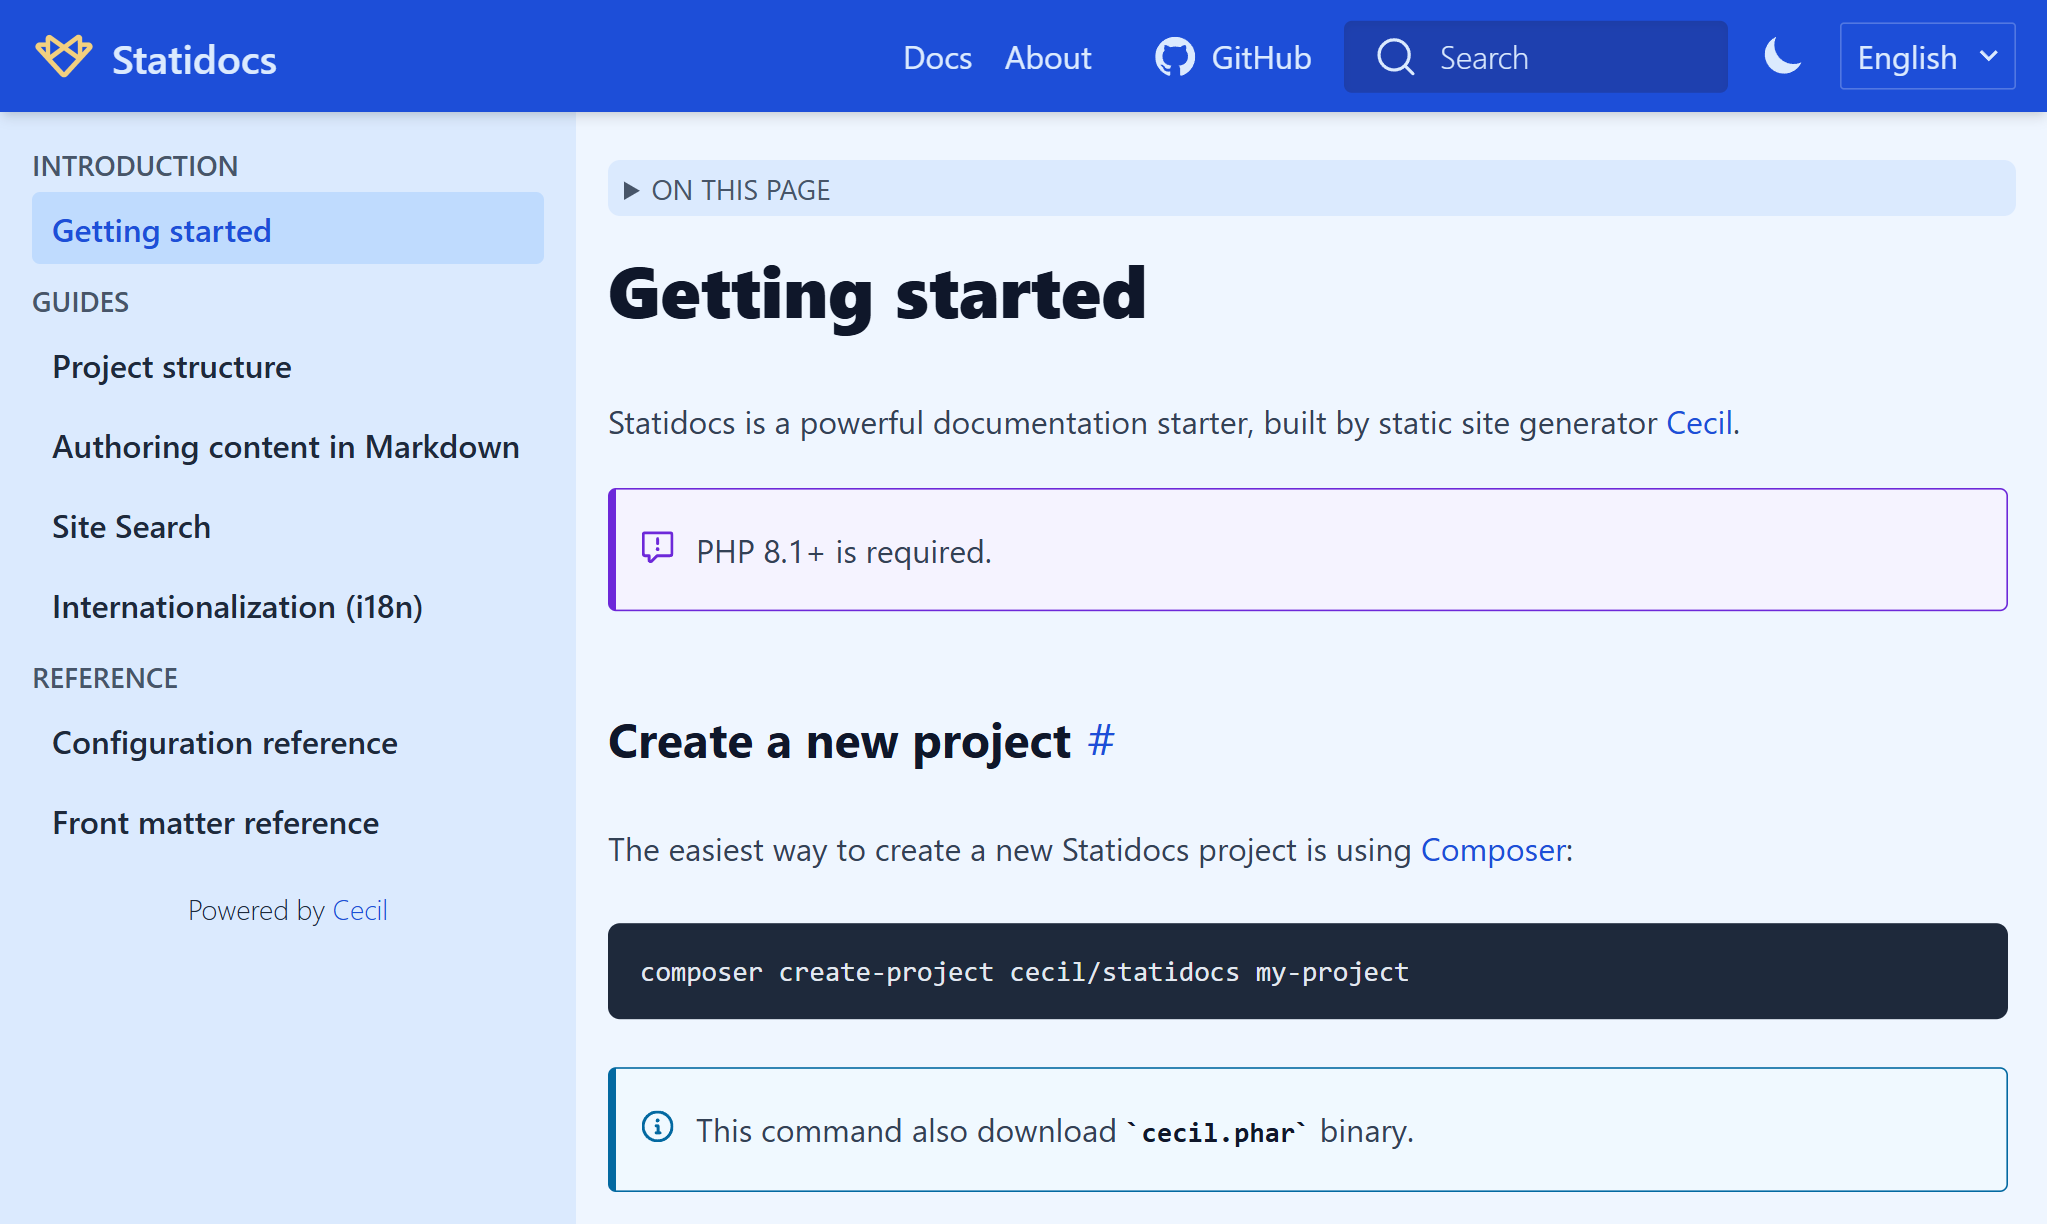 Statidocs
Docs About GitHub Search English
INTRODUCTION
Getting started
GUIDES
Project structure
Authoring content in Markdown
Site Search
Internationalization (i18n)
REFERENCE
Configuration reference
Front matter reference
Powered by Cecil
ON THIS PAGE
Getting started
Statidocs is a powerful documentation starter, built by static site generator Cecil.
PHP 8.1+ is required.
Create a new project #
The easiest way to create a new Statidocs project is using Composer:
composer create-project cecil/statidocs my-project
This command also download `cecil.phar` binary.